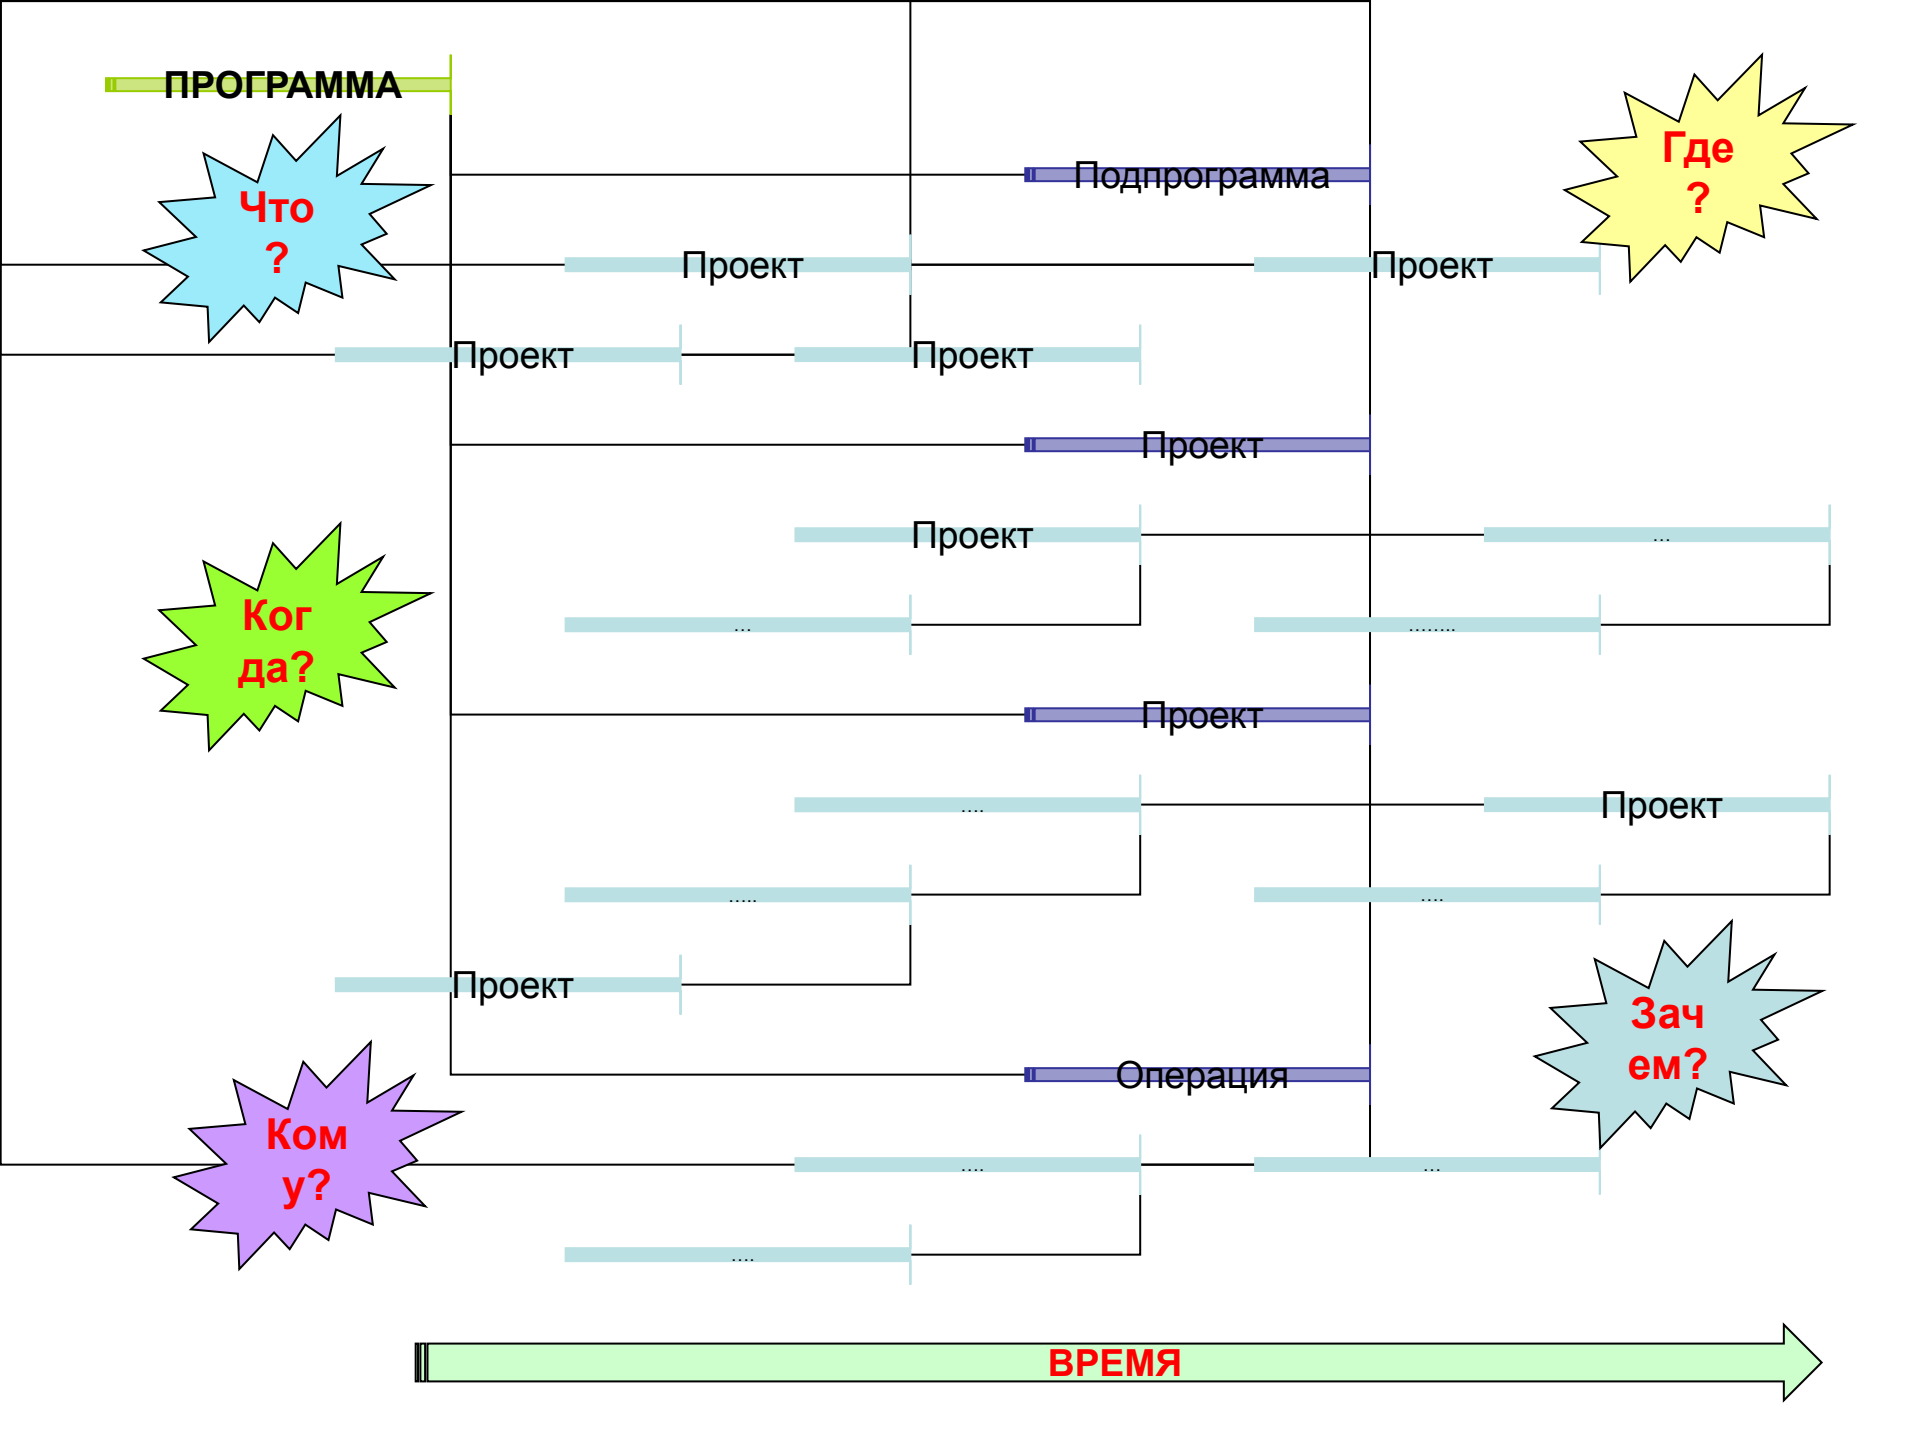 ПРОГРАММА
Где
?
Подпрограмма
Что
?
Проект
Проект
Проект
Проект
Проект
Проект
...
Ког
да?
...
........
Проект
....
Проект
.....
....
Проект
Зач
ем?
Операция
Ком
у?
....
...
....
ВРЕМЯ